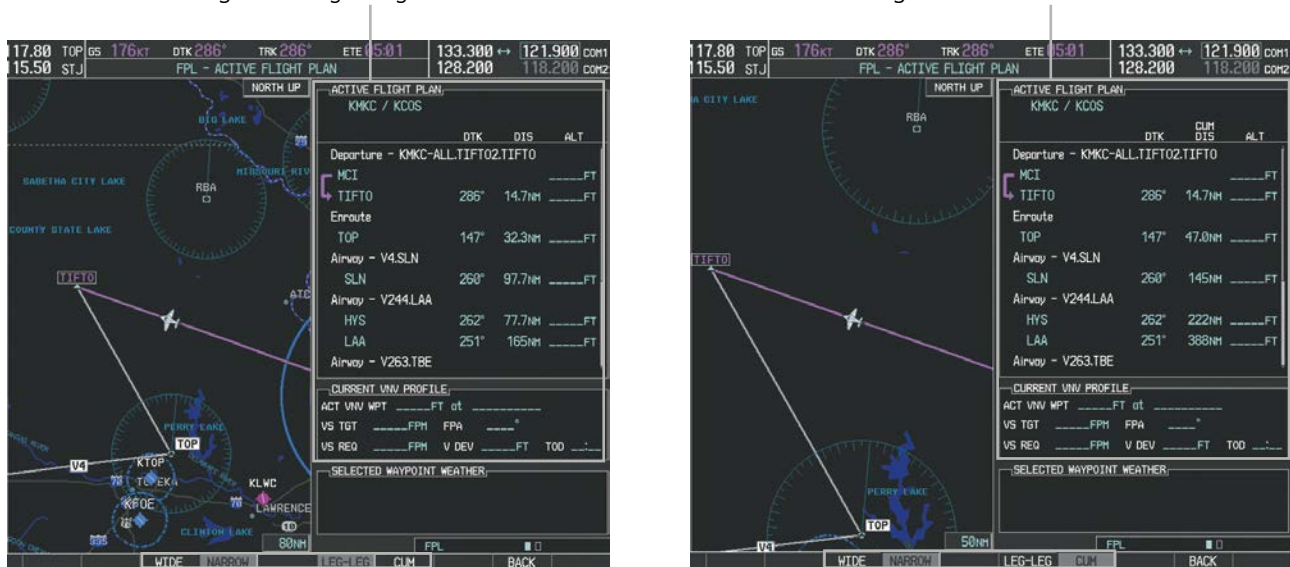 117.80 TOP GS 176KT DTK 286° TRK 286° ETE 05:01 133.300 ↔ 121.900 COM1
115.50 STJ FPL – ACTIVE FLIGHT PLAN 128.200 118.200 COM2
NORTH UP
BIG LAKE
MISSOURI RIV
SABETHA CITY LAKE
RBA
COUNTY STATE LAKE
TIFTO
ATC
PERRY LAKE
TOP
V4
KTOP
KFOE
KLWC
LAWRENCE
CLINTON LAKE
80NM
ACTIVE FLIGHT PLAN
KMKC / KCOS
DTK DIS ALT
Departure – KMKC-ALL.TIFTO2.TIFTO
MCI _____FT
TIFTO 286° 14.7NM _____FT
Enroute
TOP 147° 32.3NM _____FT
Airway – V4.SLN
SLN 260° 97.7NM _____FT
Airway – V244.LAA
HYS 262° 77.7NM _____FT
LAA 251° 165NM _____FT
Airway – V263.TBE
CURRENT VNV PROFILE
ACT VNV WPT _____FT at __________
VS TGT _____FPM FPA ____°
VS REQ _____FPM V DEV _____FT TOD __:__
SELECTED WAYPOINT WEATHER
FPL
WIDE NARROW LEG-LEG CUM BACK
117.80 TOP GS 176KT DTK 286° TRK 286° ETE 05:01 133.300 ↔ 121.900 COM1
115.50 STJ FPL – ACTIVE FLIGHT PLAN 128.200 118.200 COM2
NORTH UP
A CITY LAKE
RBA
TIFTO
PERRY LAKE
TOP
V4
50NM
ACTIVE FLIGHT PLAN
KMKC / KCOS
DTK CUM DIS ALT
Departure – KMKC-ALL.TIFTO2.TIFTO
MCI _____FT
TIFTO 286° 14.7NM _____FT
Enroute
TOP 147° 47.0NM _____FT
Airway – V4.SLN
SLN 260° 145NM _____FT
Airway – V244.LAA
HYS 262° 222NM _____FT
LAA 251° 388NM _____FT
Airway – V263.TBE
CURRENT VNV PROFILE
ACT VNV WPT _____FT at __________
VS TGT _____FPM FPA ____°
VS REQ _____FPM V DEV _____FT TOD __:__
SELECTED WAYPOINT WEATHER
FPL
WIDE NARROW LEG-LEG CUM BACK